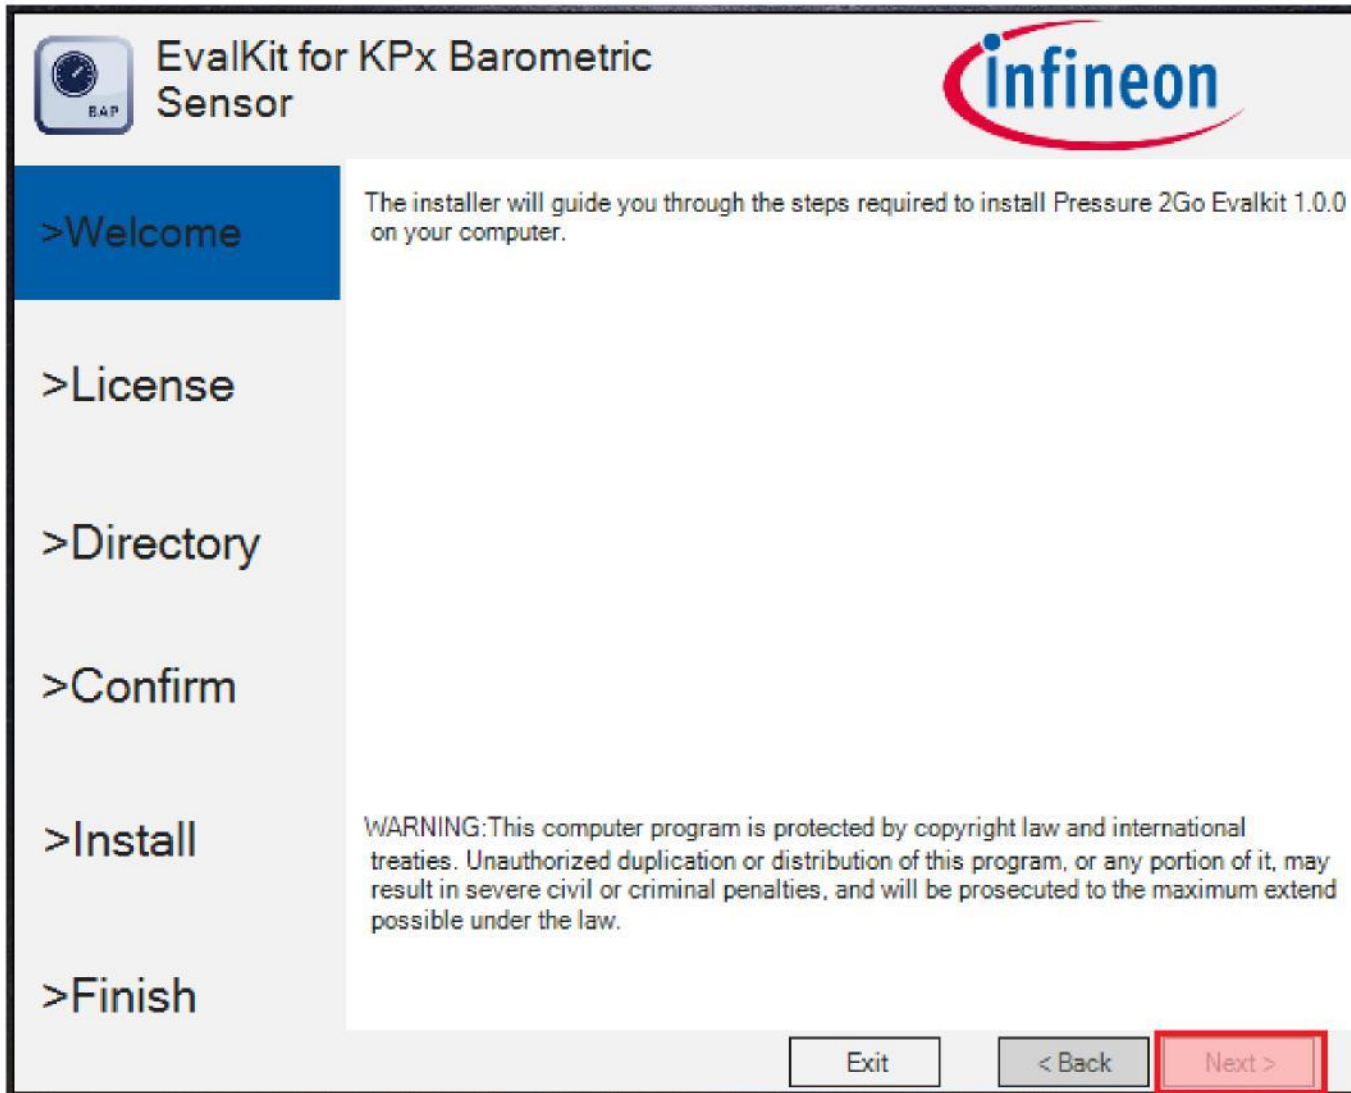 BAP
EvalKit for KPx Barometric
Sensor
infineon
>Welcome
>License
>Directory
>Confirm
>Install
>Finish
The installer will guide you through the steps required to install Pressure 2Go Evalkit 1.0.0
on your computer.
WARNING:This computer program is protected by copyright law and international
treaties. Unauthorized duplication or distribution of this program, or any portion of it, may
result in severe civil or criminal penalties, and will be prosecuted to the maximum extend
possible under the law.
Exit
< Back
Next >